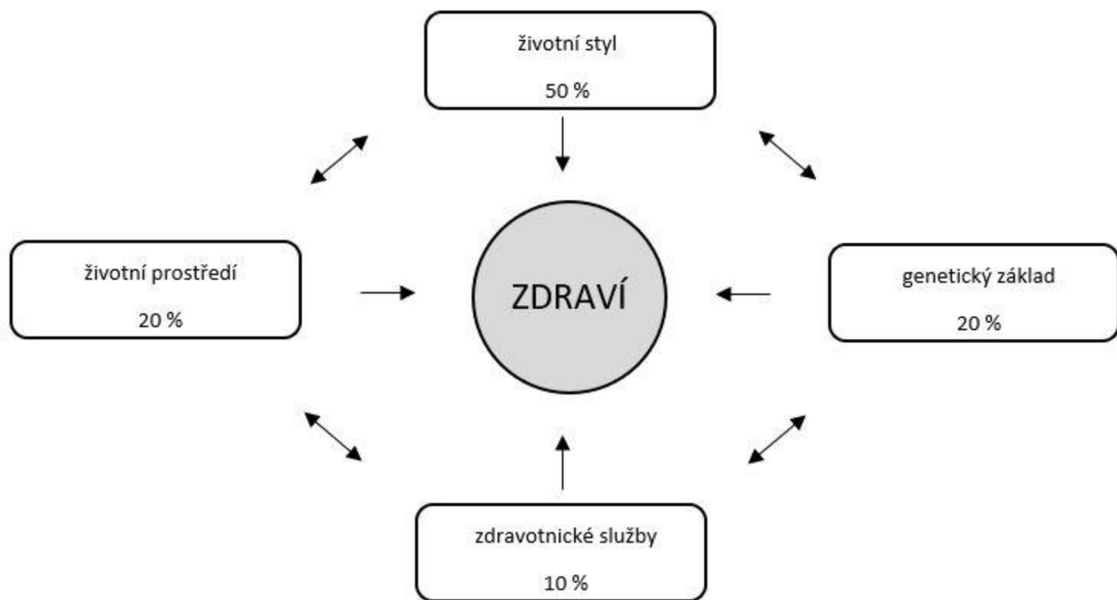 životní styl
50 %
životní prostředí
20 %
ZDRAVÍ
genetický základ
20 %
zdravotnické služby
10 %